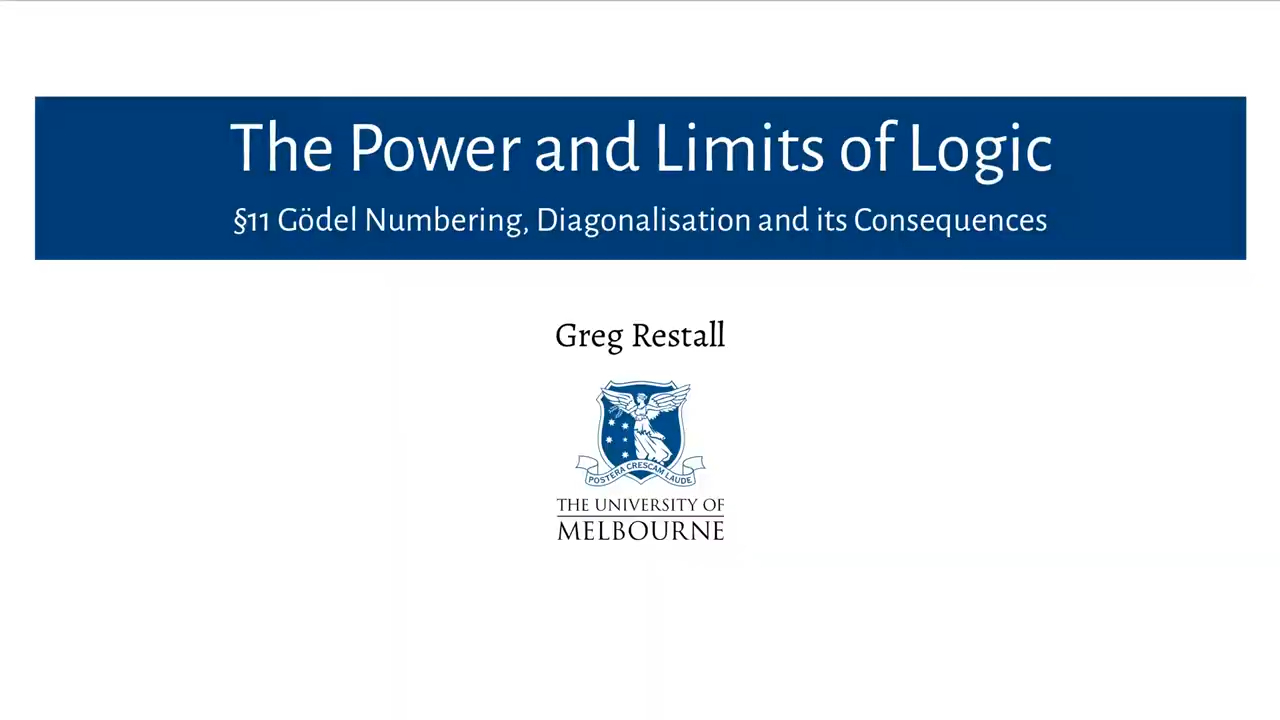 The Power and Limits of Logic
§11 Gödel Numbering, Diagonalisation and its Consequences
Greg Restall
POSTERA CRESCAM LAUDE
THE UNIVERSITY OF
MELBOURNE